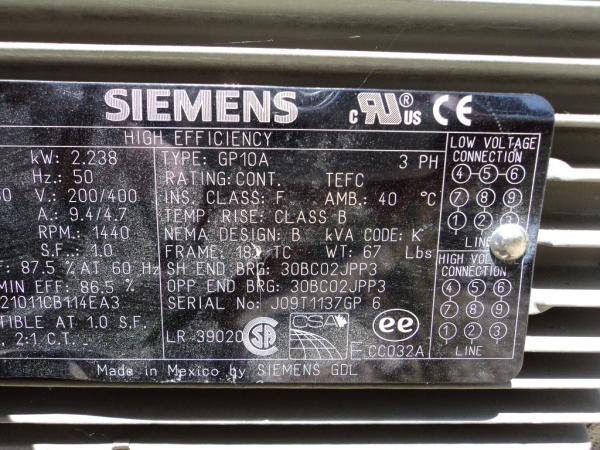 SIEMENS
c UR® US CE
HIGH EFFICIENCY
kW: 2.238
TYPE: GP10A 3 PH
Hz.: 50
RATING: CONT. TEFC
V.: 200/400
INS. CLASS: F AMB.: 40 °C
A.: 9.4/4.7
TEMP. RISE: CLASS B
RPM.: 1440
NEMA DESIGN: B kVA CODE: K
S.F..: 1.0
FRAME: TC WT: 67 Lbs
87.5 % AT 60 Hz
SH END BRG: 30BC02JPP3
MIN EFF: 86.5 %
OPP END BRG: 30BC02JPP3
21011CB114EA3
SERIAL No.: J09T1137GP 6
TIBLE AT 1.0 S.F.
2:1 C.T..
LR-39020 SA CSA ee
CC032A
LOW VOLTAGE
CONNECTION
4-5-6
7 8 9
1 2 3
LINE
HIGH VOLTAGE
CONNECTION
4 5 6
7 8 9
1 2 3
LINE
Made in Mexico by SIEMENS GDL